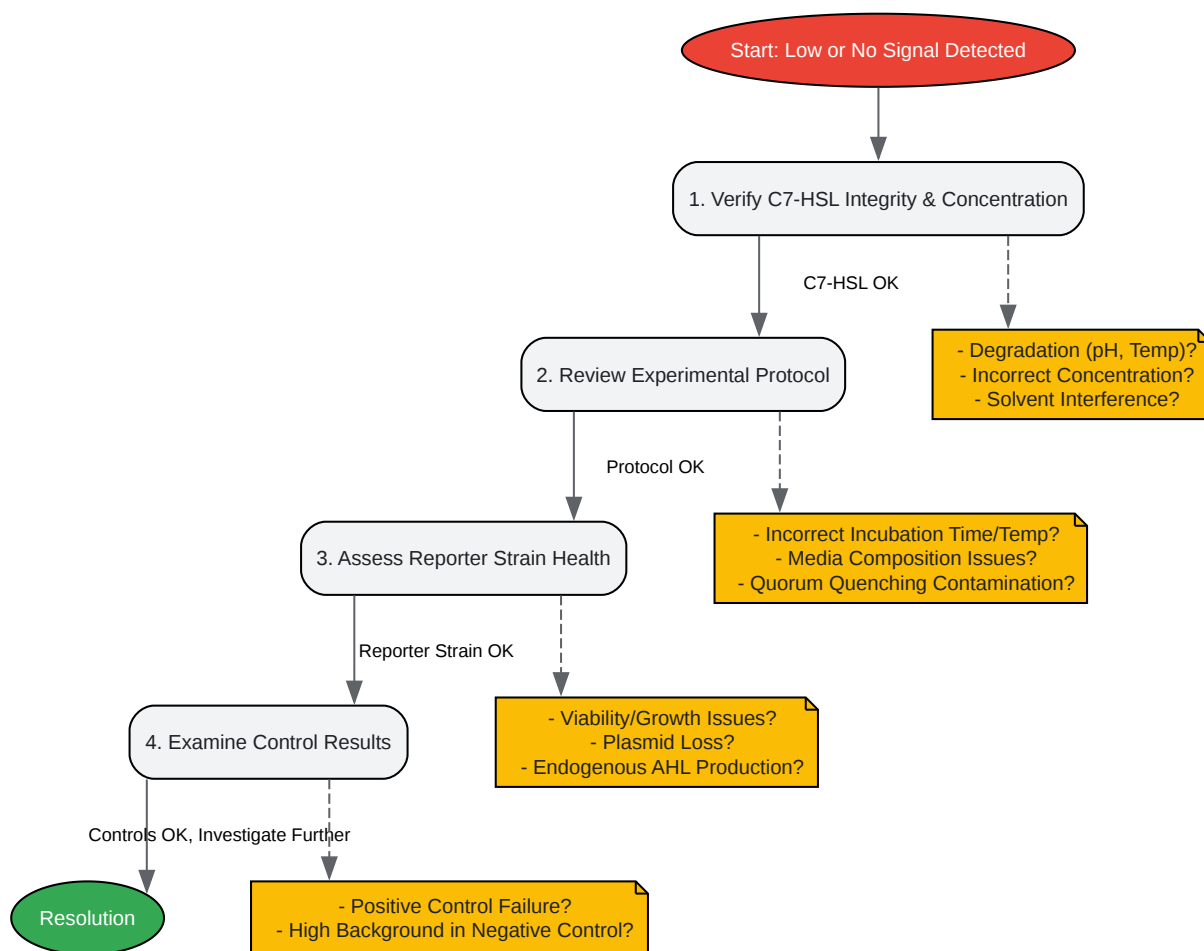 Start: Low or No Signal Detected
1. Verify C7-HSL Integrity & Concentration
C7-HSL OK
- Degradation (pH, Temp)?
- Incorrect Concentration?
- Solvent Interference?
2. Review Experimental Protocol
Protocol OK
- Incorrect Incubation Time/Temp?
- Media Composition Issues?
- Quorum Quenching Contamination?
3. Assess Reporter Strain Health
Reporter Strain OK
- Viability/Growth Issues?
- Plasmid Loss?
- Endogenous AHL Production?
4. Examine Control Results
Controls OK, Investigate Further
Resolution
- Positive Control Failure?
- High Background in Negative Control?